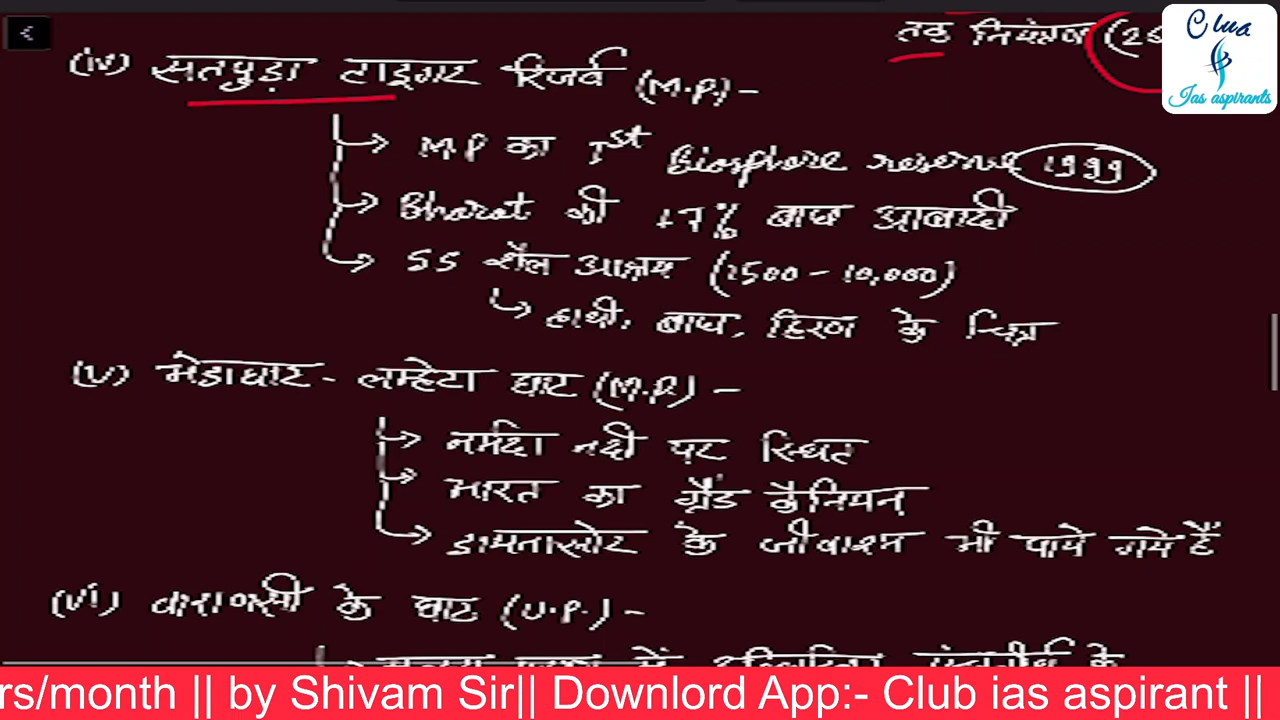 तक नियंत्रण (26
Club
Ias aspirants
(iv) सतपुड़ा टाइगर रिजर्व (M.P.) –
→ MP का 1st Biosphere reserve 1999
→ Bharat की 17% बाघ आबादी
→ 55 शैल आश्रय (1500 – 10,000)
↳ हाथी, बाघ, हिरण के चित्र
(v) भेडाघाट - लम्हेटा घाट (M.P.) –
→ नर्मदा नदी पर स्थित
→ भारत का ग्रैंड कैनियन
→ डायनासोर के जीवाश्म भी पाये गये हैं
(vi) वाराणसी के घाट (U.P.) –
rs/month || by Shivam Sir|| Downlord App:- Club ias aspirant ||